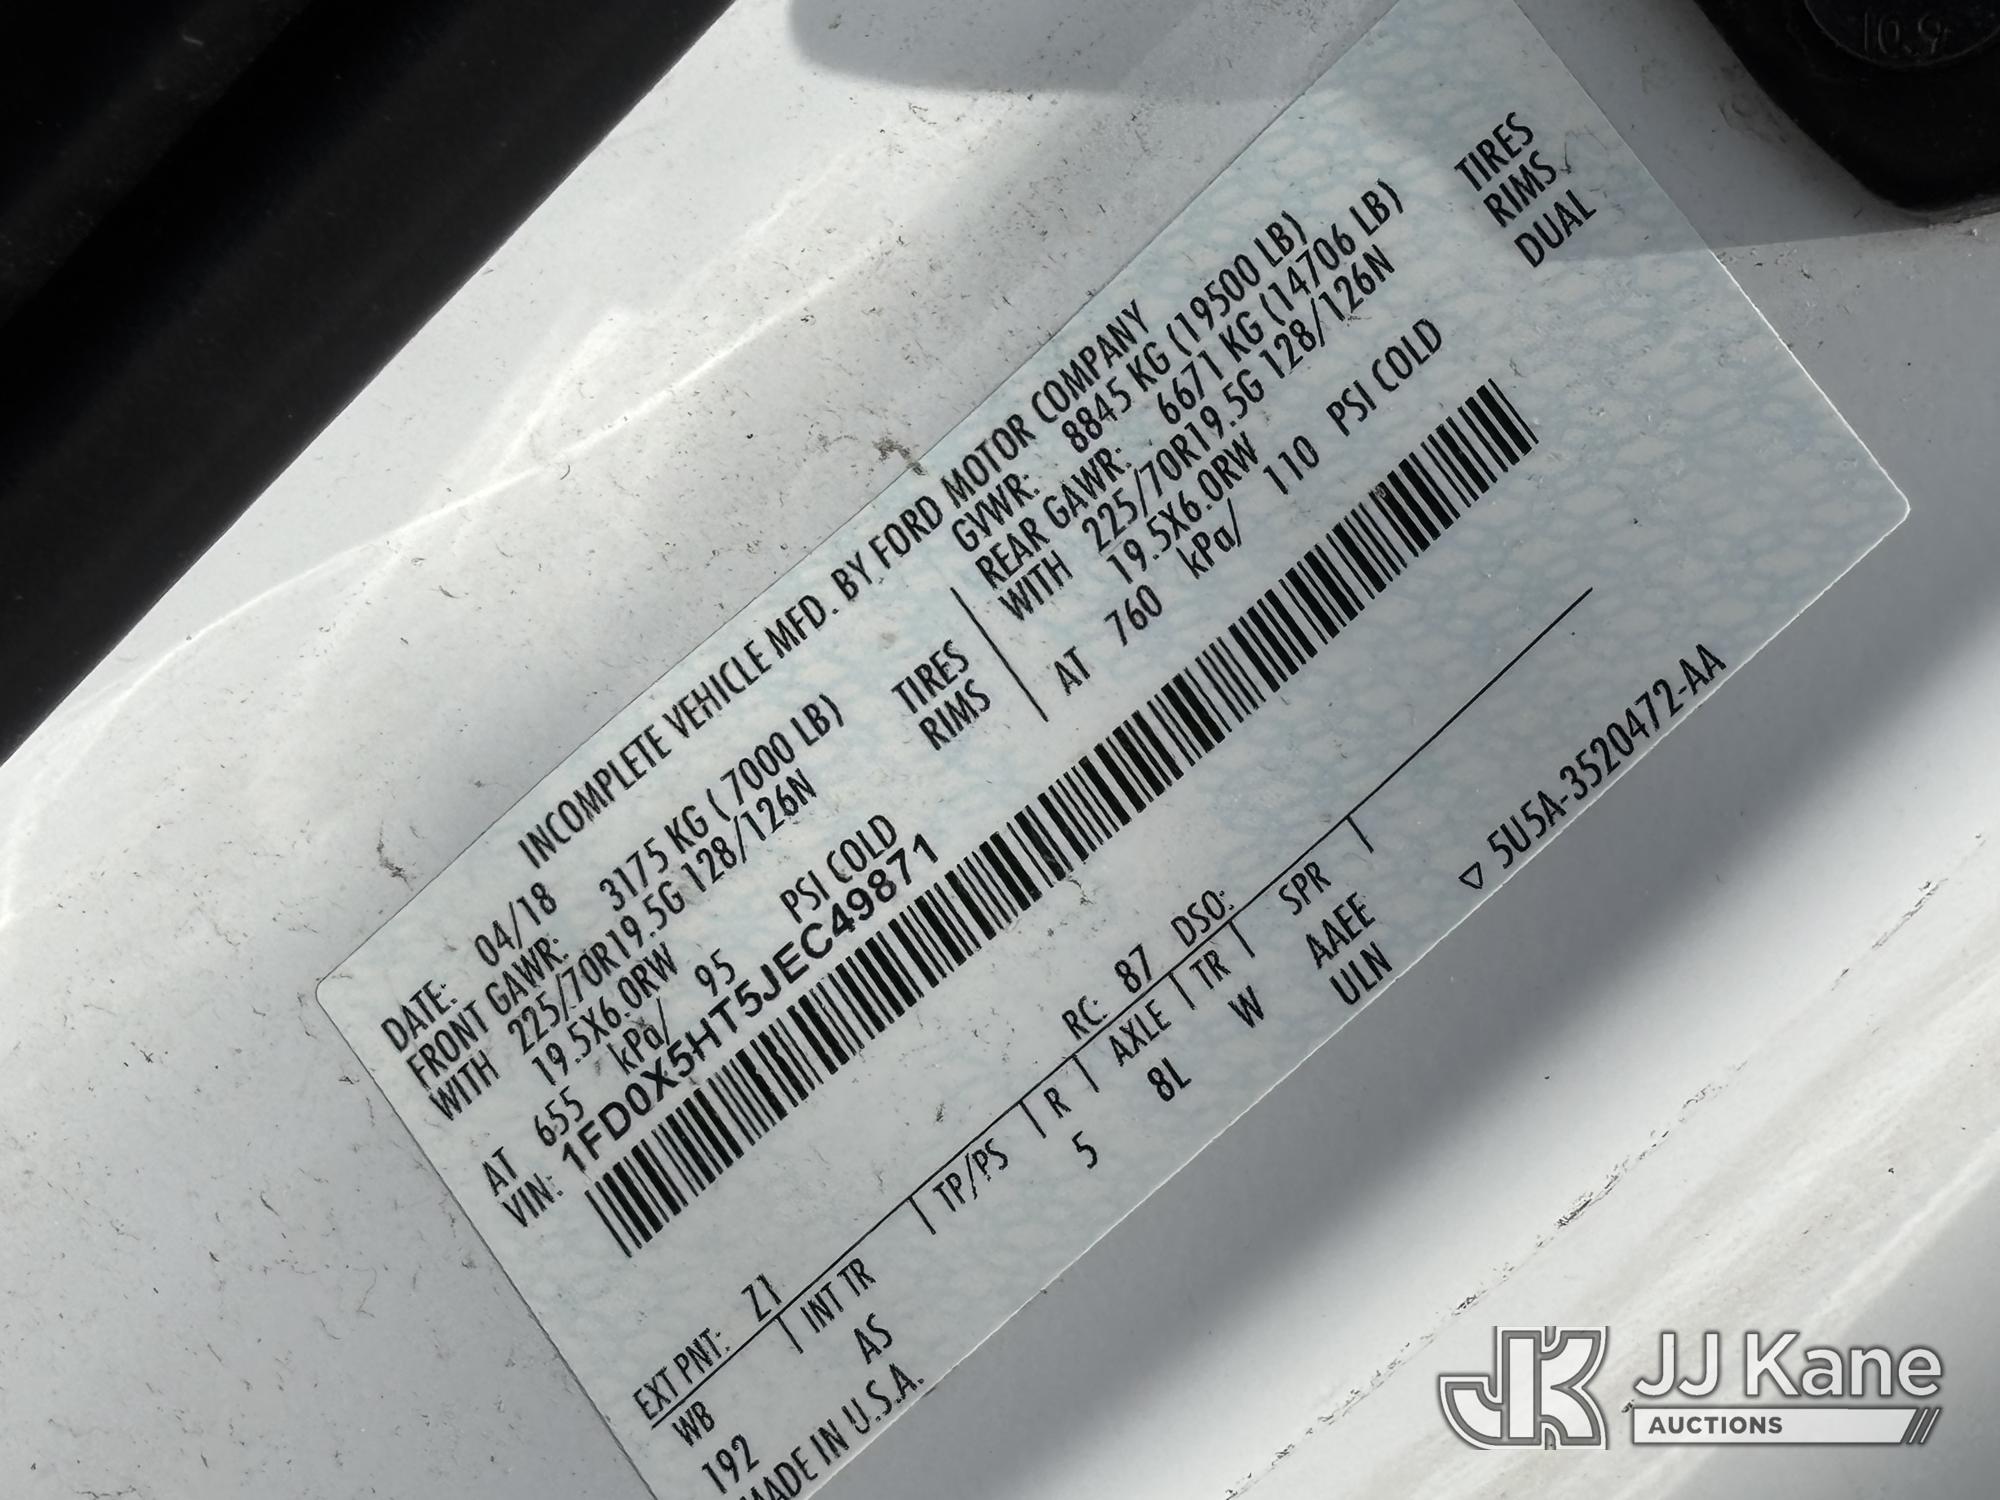 INCOMPLETE VEHICLE MFD. BY FORD MOTOR COMPANY
DATE: 04/18 GVWR: 8845 KG (19500 LB)
FRONT GAWR: 3175 KG ( 7000 LB) REAR GAWR: 6671 KG (14706 LB)
WITH 225/70R19.5G 128/126N TIRES WITH 225/70R19.5G 128/126N TIRES
19.5X6.0RW RIMS 19.5X6.0RW RIMS
AT 655 kPa/ 95 PSI COLD AT 760 kPa/ 110 PSI COLD DUAL
VIN: 1FD0X5HT5JEC49871
EXT PNT: Z1 RC: 87 DSO:
WB INT TR TP/PS R AXLE TR SPR
192 AS 5 8L W AAEE
MADE IN U.S.A. ULN
▽ 5U5A-3520472-AA
10.9
JK JJ Kane
AUCTIONS